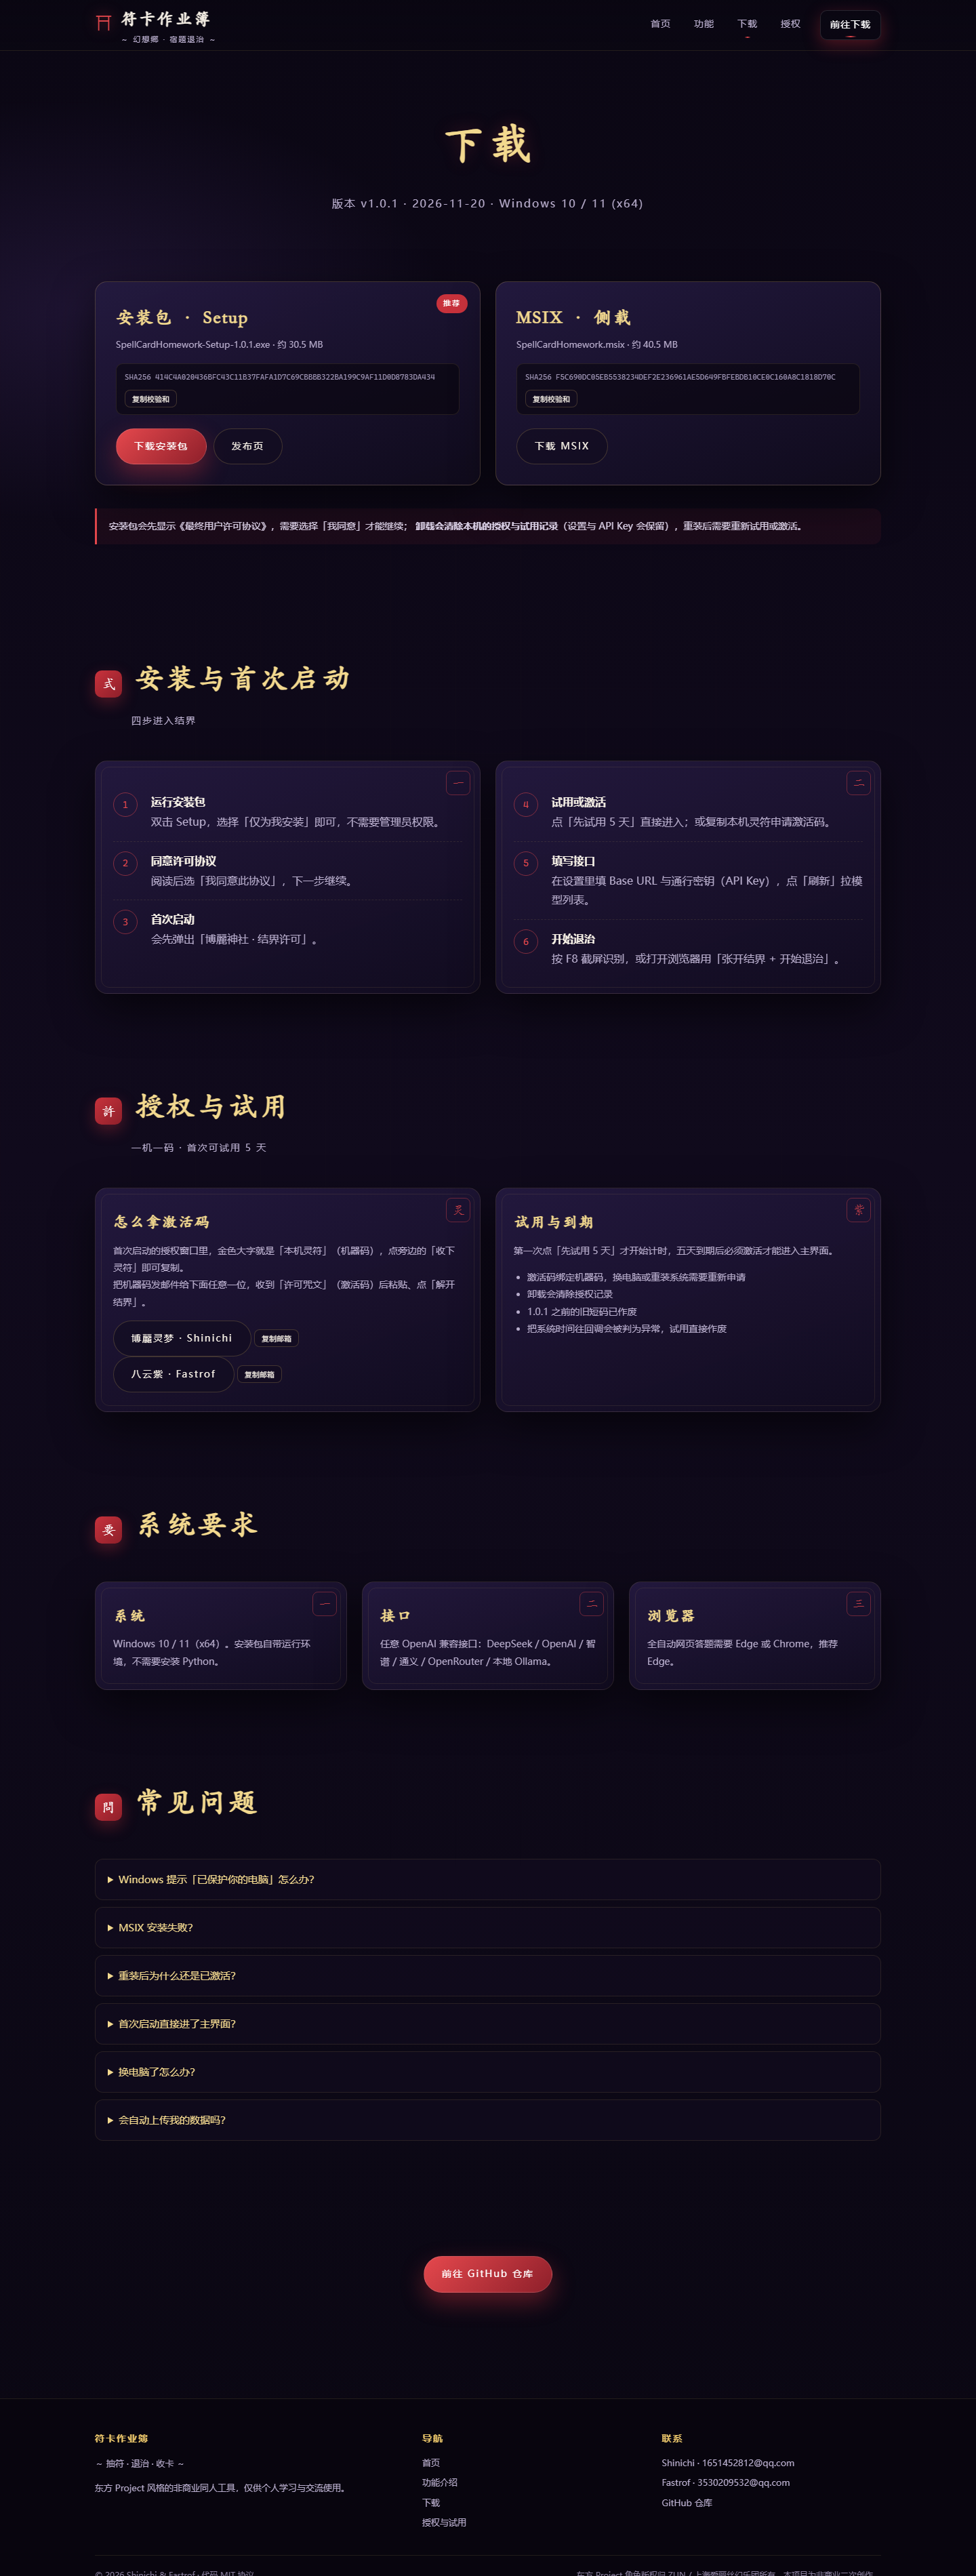 符卡作业簿
~ 幻想郷 · 宿题退治 ~
首页
功能
下载
授权
前往下载
下载
版本 v1.0.1 · 2026-11-20 · Windows 10 / 11 (x64)
推荐
安装包 · Setup
SpellCardHomework-Setup-1.0.1.exe · 约 30.5 MB
复制校验和
下载安装包
发布页
MSIX · 侧载
SpellCardHomework.msix · 约 40.5 MB
复制校验和
下载 MSIX
安装包会先显示《最终用户许可协议》，需要选择「我同意」才能继续； 卸载会清除本机的授权与试用记录（设置与 API Key 会保留），重装后需要重新试用或激活。
式
安装与首次启动
四步进入结界
一
1
运行安装包
双击 Setup，选择「仅为我安装」即可，不需要管理员权限。
2
同意许可协议
阅读后选「我同意此协议」，下一步继续。
3
首次启动
会先弹出「博麗神社 · 结界许可」。
二
4
试用或激活
点「先试用 5 天」直接进入；或复制本机灵符申请激活码。
5
填写接口
在设置里填 Base URL 与通行密钥（API Key），点「刷新」拉模
型列表。
6
开始退治
按 F8 截屏识别，或打开浏览器用「张开结界 + 开始退治」。
許
授权与试用
一机一码 · 首次可试用 5 天
灵
怎么拿激活码
首次启动的授权窗口里，金色大字就是「本机灵符」（机器码），点旁边的「收下
灵符」即可复制。
把机器码发邮件给下面任意一位，收到「许可咒文」（激活码）后粘贴、点「解开
结界」。
博麗灵梦 · Shinichi
复制邮箱
八云紫 · Fastrof
复制邮箱
紫
试用与到期
第一次点「先试用 5 天」才开始计时，五天到期后必须激活才能进入主界面。
激活码绑定机器码，换电脑或重装系统需要重新申请
卸载会清除授权记录
1.0.1 之前的旧短码已作废
把系统时间往回调会被判为异常，试用直接作废
要
系统要求
一
系统
Windows 10 / 11（x64）。安装包自带运行环
境，不需要安装 Python。
二
接口
任意 OpenAI 兼容接口：DeepSeek / OpenAI / 智
谱 / 通义 / OpenRouter / 本地 Ollama。
三
浏览器
全自动网页答题需要 Edge 或 Chrome，推荐
Edge。
問
常见问题
Windows 提示「已保护你的电脑」怎么办？
MSIX 安装失败？
重装后为什么还是已激活？
首次启动直接进了主界面？
换电脑了怎么办？
会自动上传我的数据吗？
前往 GitHub 仓库
符卡作业簿
~ 抽符 · 退治 · 收卡 ~
东方 Project 风格的非商业同人工具，仅供个人学习与交流使用。
导航
首页
功能介绍
下载
授权与试用
联系
Shinichi · 1651452812@qq.com
Fastrof · 3530209532@qq.com
GitHub 仓库
© 2026 Shinichi & Fastrof · 代码 MIT 协议